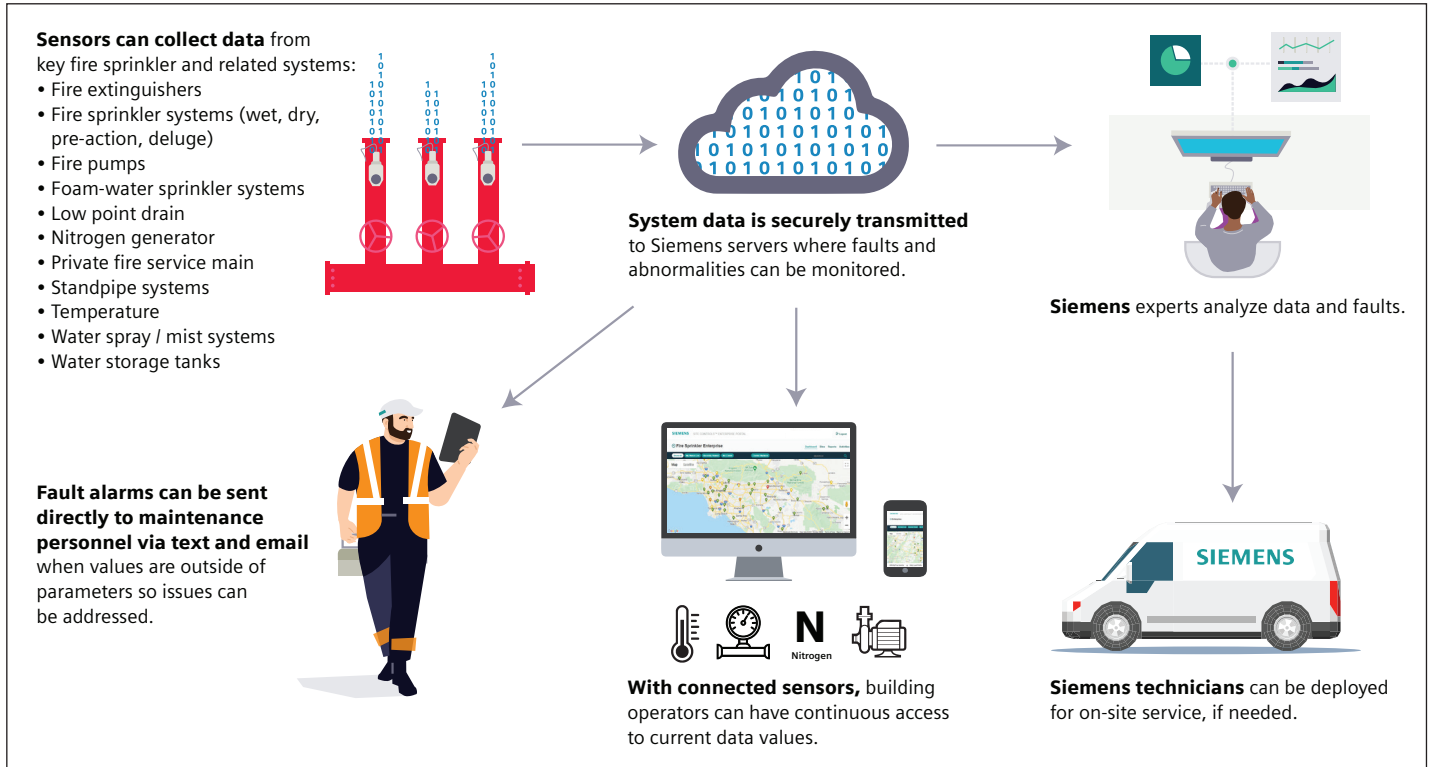 Sensors can collect data from
key fire sprinkler and related systems:
• Fire extinguishers
• Fire sprinkler systems (wet, dry,
pre-action, deluge)
• Fire pumps
• Foam-water sprinkler systems
• Low point drain
• Nitrogen generator
• Private fire service main
• Standpipe systems
• Temperature
• Water spray / mist systems
• Water storage tanks
System data is securely transmitted
to Siemens servers where faults and
abnormalities can be monitored.
Siemens experts analyze data and faults.
Fault alarms can be sent
directly to maintenance
personnel via text and email
when values are outside of
parameters so issues can
be addressed.
SIEMENS
Fire Sprinkler Enterprise
Map
N
Nitrogen
With connected sensors, building
operators can have continuous access
to current data values.
SIEMENS
Siemens technicians can be deployed
for on-site service, if needed.